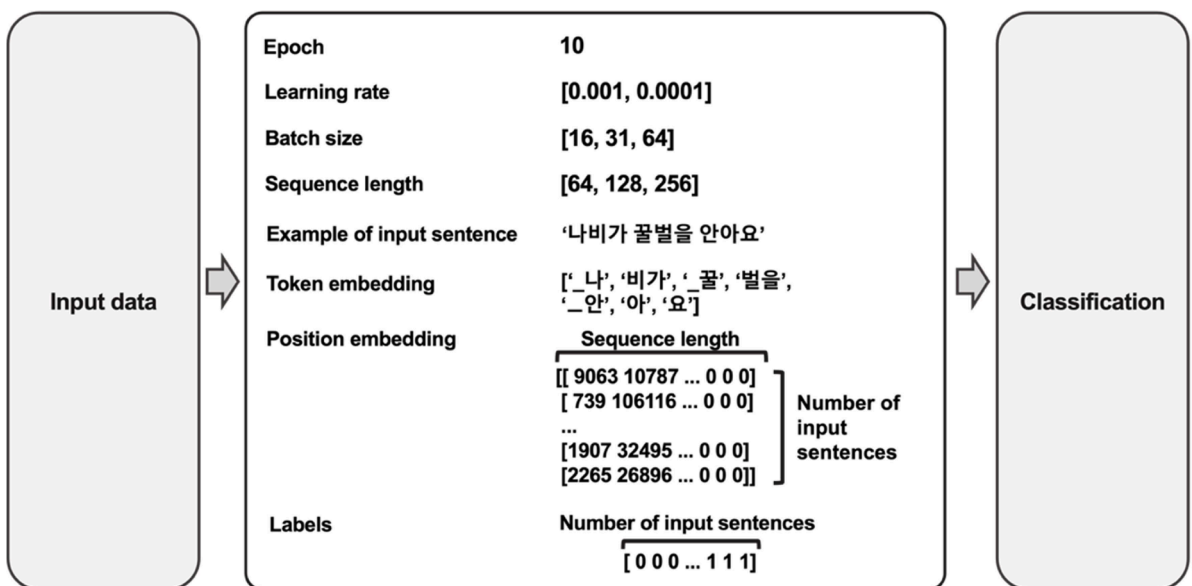 Input data
Epoch 10
Learning rate [0.001, 0.0001]
Batch size [16, 31, 64]
Sequence length [64, 128, 256]
Example of input sentence ‘나비가 꿀벌을 안아요’
Token embedding [‘_나’, ‘비가’, ‘_꿀’, ‘벌을’,
‘_안’, ‘아’, ‘요’]
Position embedding Sequence length
[[ 9063 10787 ... 0 0 0]
[ 739 106116 ... 0 0 0]
...
[1907 32495 ... 0 0 0]
[2265 26896 ... 0 0 0]]
Number of
input
sentences
Labels Number of input sentences
[ 0 0 0 ... 1 1 1]
Classification